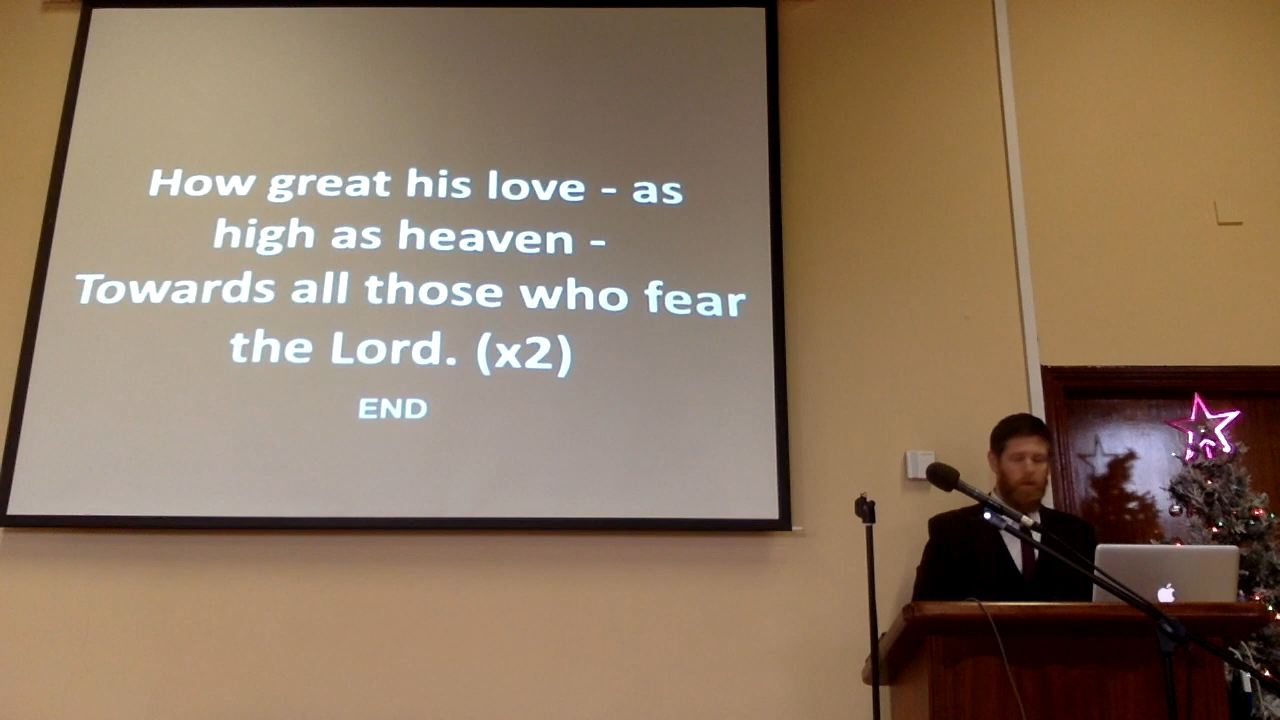 How great his love - as
high as heaven -
Towards all those who fear
the Lord. (x2)
END